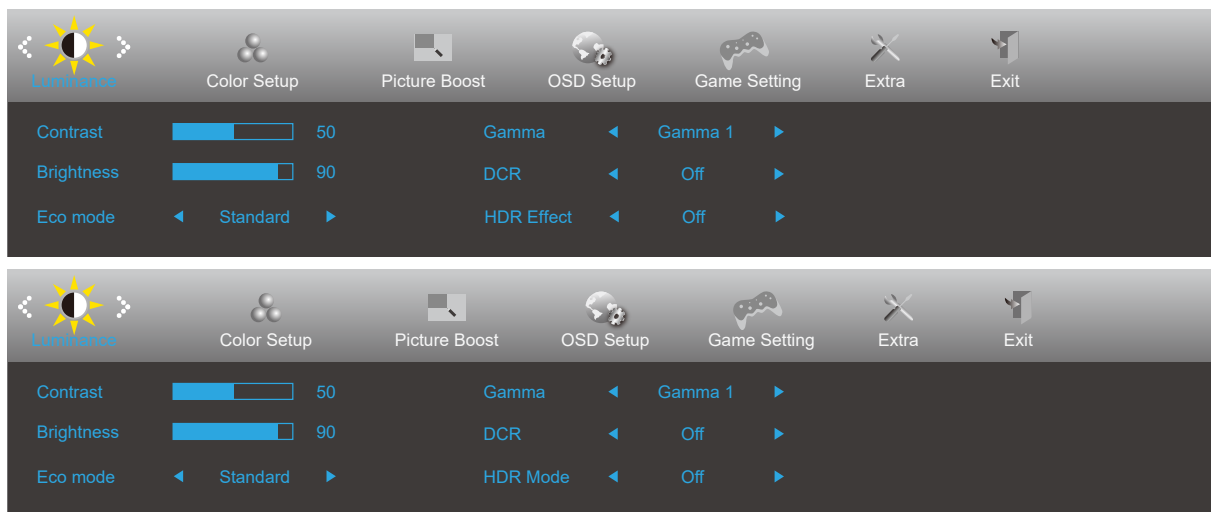 Luminance Color Setup Picture Boost OSD Setup Game Setting Extra Exit
Contrast 50 Gamma Gamma 1
Brightness 90 DCR Off
Eco mode Standard HDR Effect Off
Luminance Color Setup Picture Boost OSD Setup Game Setting Extra Exit
Contrast 50 Gamma Gamma 1
Brightness 90 DCR Off
Eco mode Standard HDR Mode Off